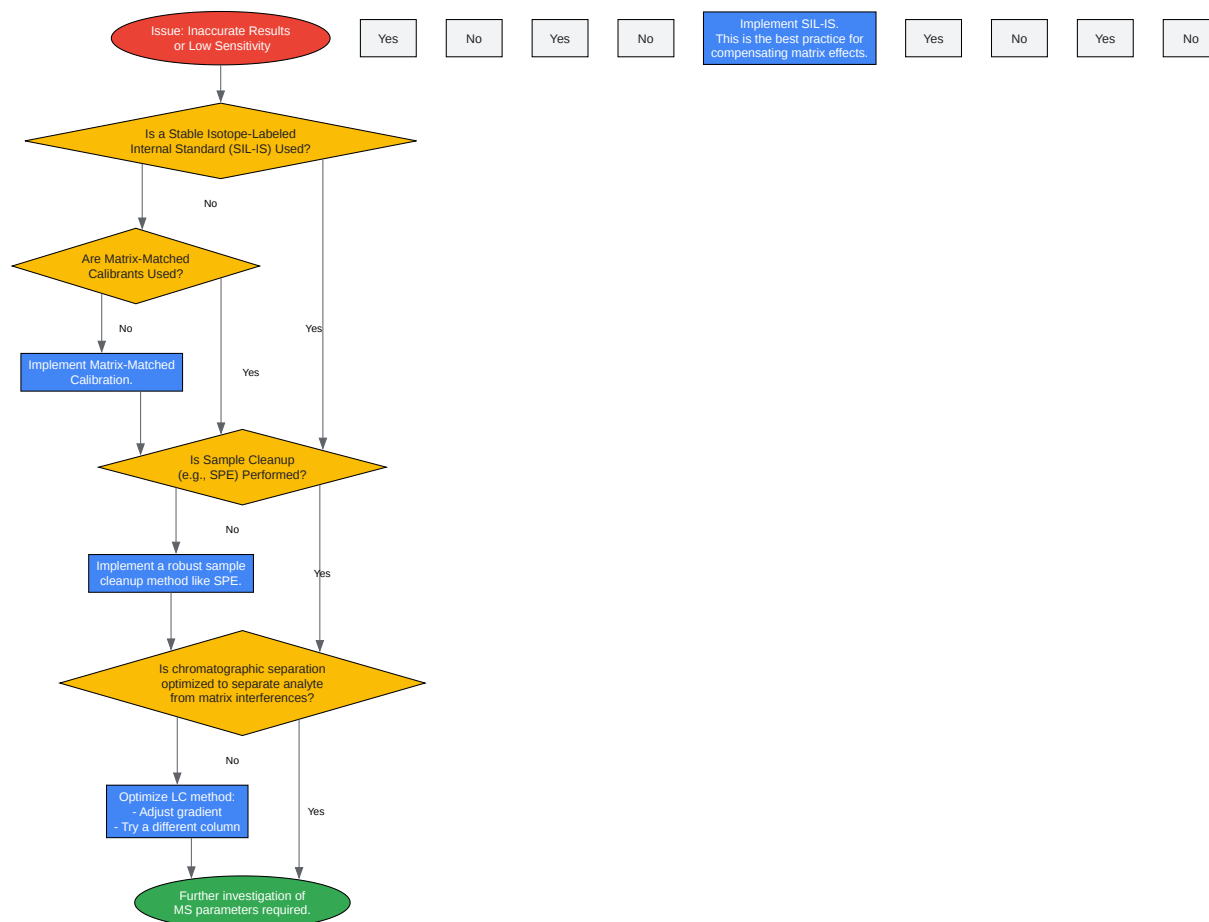 Issue: Inaccurate Results
or Low Sensitivity
Yes
No
Yes
No
Implement SIL-IS.
This is the best practice for
compensating matrix effects.
Yes
No
Yes
No
Is a Stable Isotope-Labeled
Internal Standard (SIL-IS) Used?
No
Are Matrix-Matched
Calibrants Used?
No
Yes
Implement Matrix-Matched
Calibration.
Yes
Is Sample Cleanup
(e.g., SPE) Performed?
No
Implement a robust sample
cleanup method like SPE.
Yes
Is chromatographic separation
optimized to separate analyte
from matrix interferences?
No
Optimize LC method:
- Adjust gradient
- Try a different column
Yes
Further investigation of
MS parameters required.